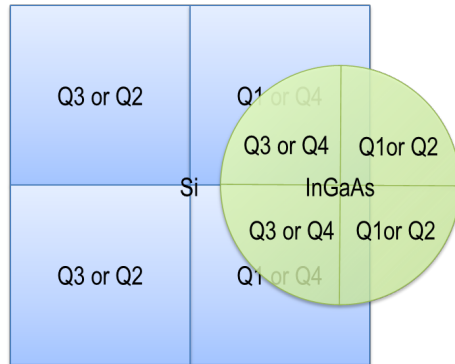 Q3 or Q2
Q1 or Q4
Q3 or Q4
Q1or Q2
Si
InGaAs
Q3 or Q4
Q1or Q2
Q3 or Q2
Q1 or Q4